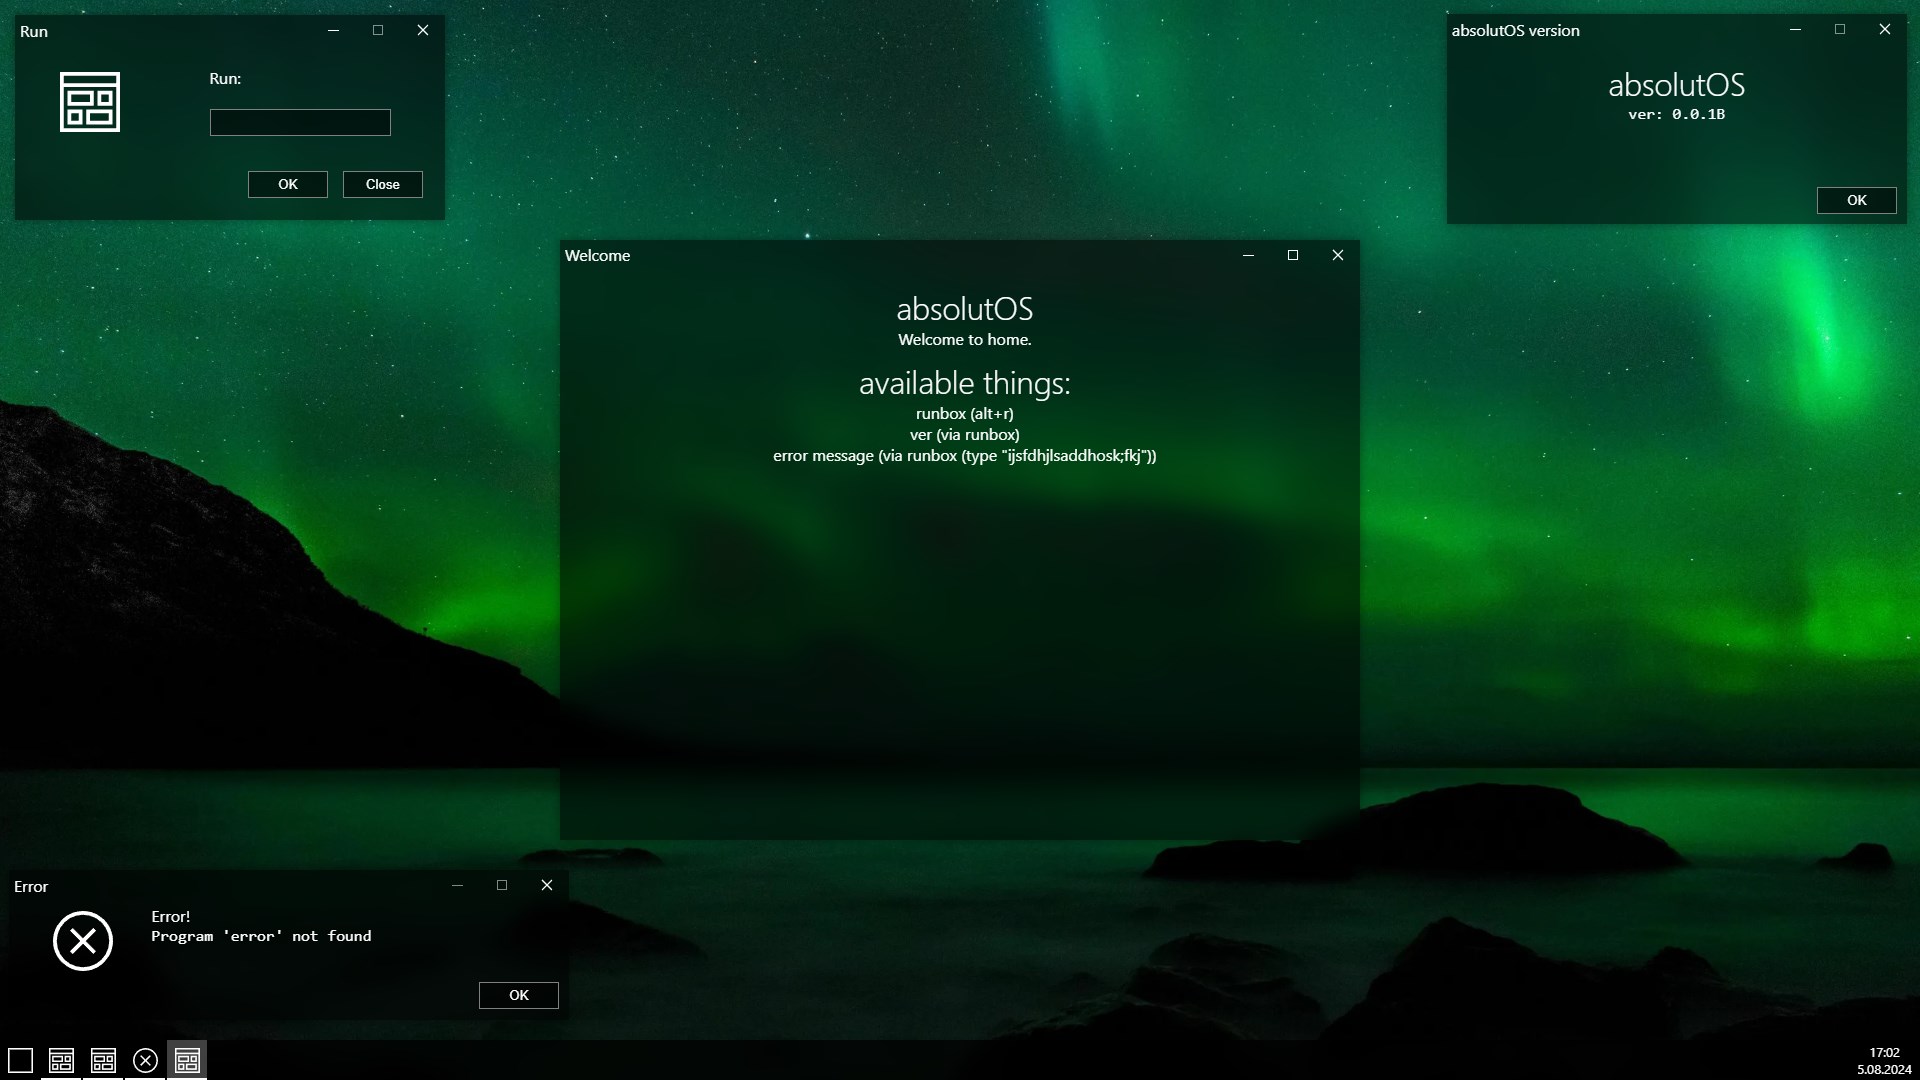 Run
Run:
OK
Close
absolutOS version
absolutOS
ver: 0.0.1B
OK
Welcome
absolutOS
Welcome to home.
available things:
runbox (alt+r)
ver (via runbox)
error message (via runbox (type "ijsfdhjlsaddhosk;fkj"))
Error
Error!
Program 'error' not found
OK
17:02
5.08.2024